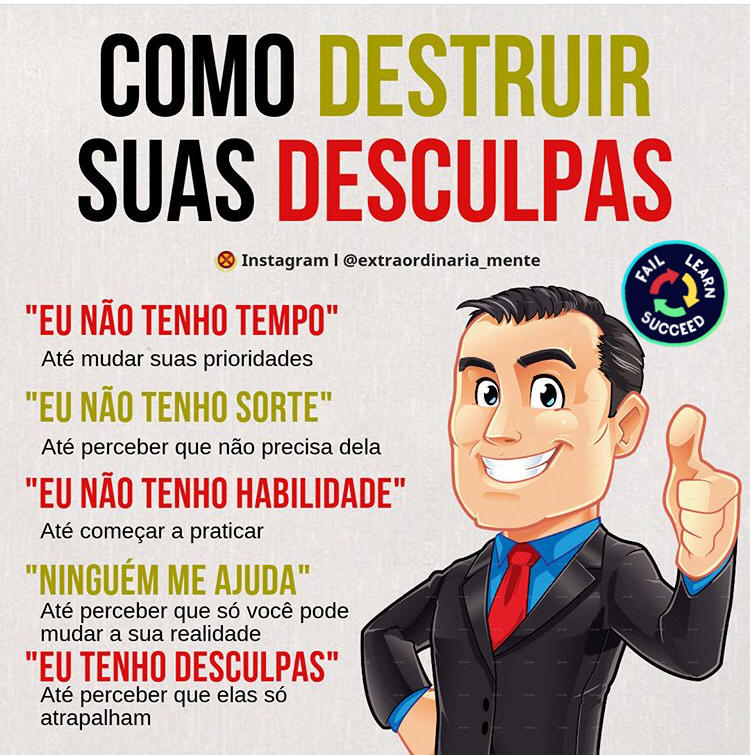 COMO DESTRUIR
SUAS DESCULPAS
Instagram l @extraordinaria_mente
FAIL LEARN
SUCCEED
"EU NÃO TENHO TEMPO"
Até mudar suas prioridades
"EU NÃO TENHO SORTE"
Até perceber que não precisa dela
"EU NÃO TENHO HABILIDADE"
Até começar a praticar
"NINGUÉM ME AJUDA"
Até perceber que só você pode
mudar a sua realidade
"EU TENHO DESCULPAS"
Até perceber que elas só
atrapalham